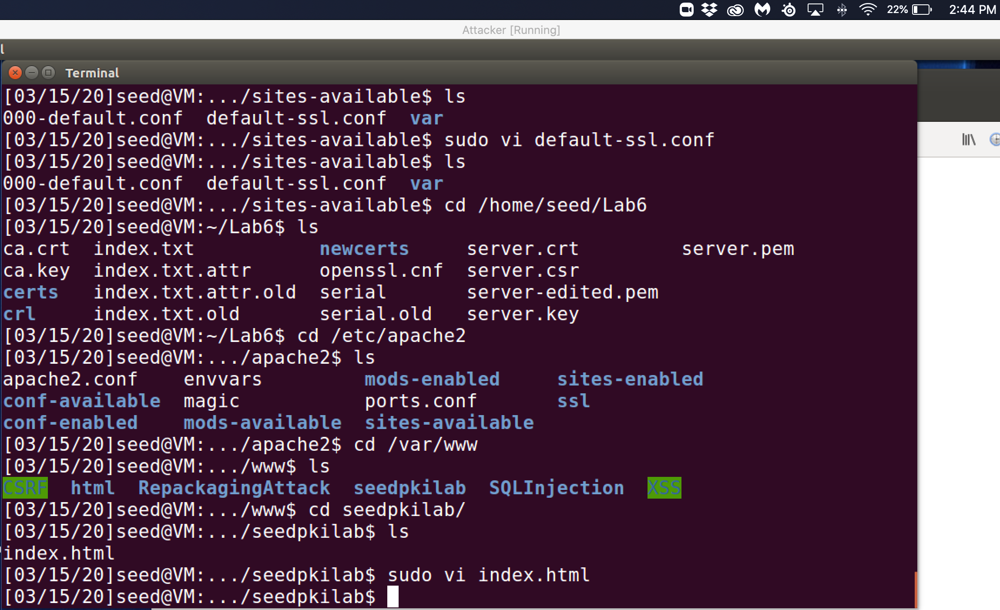 22% 2:44 PM
Attacker [Running]
l
Terminal
[03/15/20]seed@VM:.../sites-available$ ls
000-default.conf  default-ssl.conf  var
[03/15/20]seed@VM:.../sites-available$ sudo vi default-ssl.conf
[03/15/20]seed@VM:.../sites-available$ ls
000-default.conf  default-ssl.conf  var
[03/15/20]seed@VM:.../sites-available$ cd /home/seed/Lab6
[03/15/20]seed@VM:~/Lab6$ ls
ca.crt  index.txt           newcerts     server.crt         server.pem
ca.key  index.txt.attr      openssl.cnf  server.csr
certs   index.txt.attr.old  serial       server-edited.pem
crl     index.txt.old       serial.old   server.key
[03/15/20]seed@VM:~/Lab6$ cd /etc/apache2
[03/15/20]seed@VM:.../apache2$ ls
apache2.conf    envvars         mods-enabled     sites-enabled
conf-available  magic           ports.conf       ssl
conf-enabled    mods-available  sites-available
[03/15/20]seed@VM:.../apache2$ cd /var/www
[03/15/20]seed@VM:.../www$ ls
CSRF  html  RepackagingAttack  seedpkilab  SQLInjection  XSS
[03/15/20]seed@VM:.../www$ cd seedpkilab/
[03/15/20]seed@VM:.../seedpkilab$ ls
index.html
[03/15/20]seed@VM:.../seedpkilab$ sudo vi index.html
[03/15/20]seed@VM:.../seedpkilab$